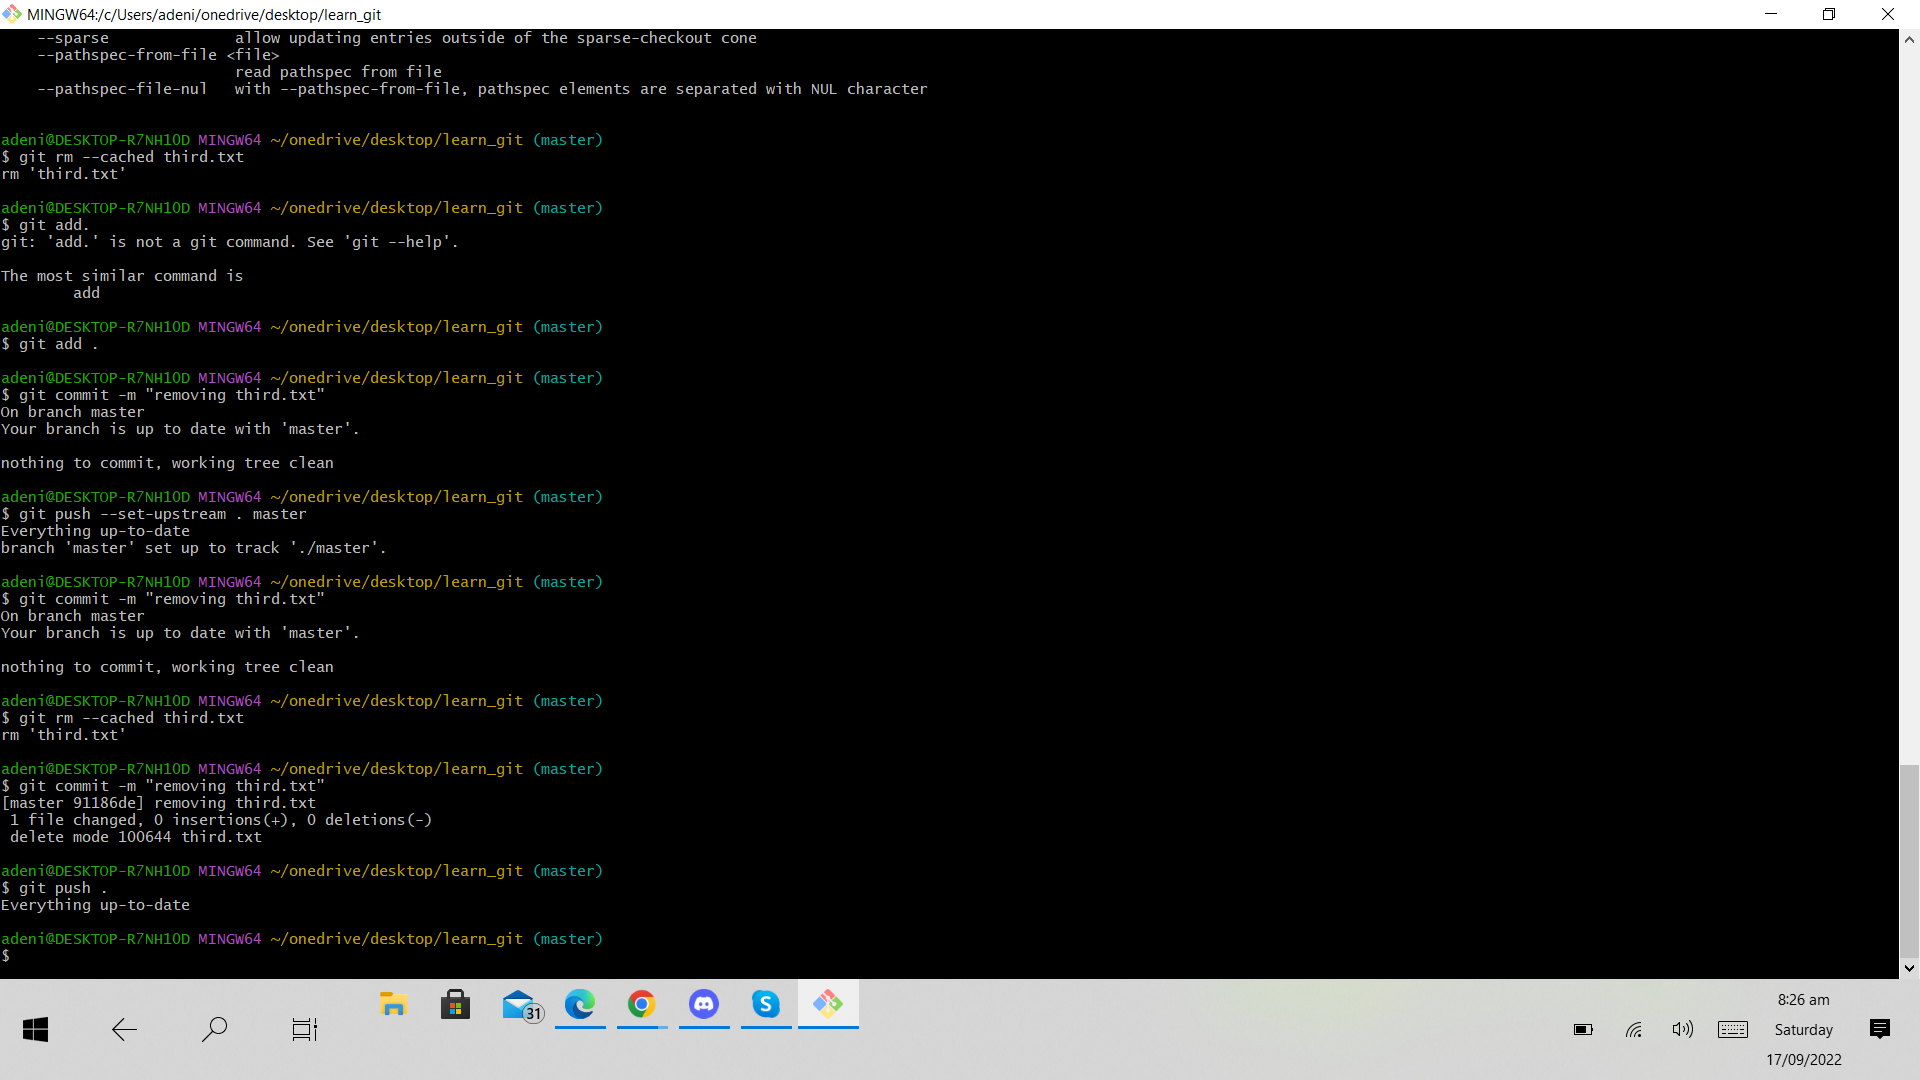 MINGW64:/c/Users/adeni/onedrive/desktop/learn_git
    --sparse              allow updating entries outside of the sparse-checkout cone
    --pathspec-from-file <file>
                          read pathspec from file
    --pathspec-file-nul   with --pathspec-from-file, pathspec elements are separated with NUL character
adeni@DESKTOP-R7NH1OD MINGW64 ~/onedrive/desktop/learn_git (master)
$ git rm --cached third.txt
rm 'third.txt'
adeni@DESKTOP-R7NH1OD MINGW64 ~/onedrive/desktop/learn_git (master)
$ git add.
git: 'add.' is not a git command. See 'git --help'.
The most similar command is
        add
adeni@DESKTOP-R7NH1OD MINGW64 ~/onedrive/desktop/learn_git (master)
$ git add .
adeni@DESKTOP-R7NH1OD MINGW64 ~/onedrive/desktop/learn_git (master)
$ git commit -m "removing third.txt"
On branch master
Your branch is up to date with 'master'.
nothing to commit, working tree clean
adeni@DESKTOP-R7NH1OD MINGW64 ~/onedrive/desktop/learn_git (master)
$ git push --set-upstream . master
Everything up-to-date
branch 'master' set up to track './master'.
adeni@DESKTOP-R7NH1OD MINGW64 ~/onedrive/desktop/learn_git (master)
$ git commit -m "removing third.txt"
On branch master
Your branch is up to date with 'master'.
nothing to commit, working tree clean
adeni@DESKTOP-R7NH1OD MINGW64 ~/onedrive/desktop/learn_git (master)
$ git rm --cached third.txt
rm 'third.txt'
adeni@DESKTOP-R7NH1OD MINGW64 ~/onedrive/desktop/learn_git (master)
$ git commit -m "removing third.txt"
[master 91186de] removing third.txt
 1 file changed, 0 insertions(+), 0 deletions(-)
 delete mode 100644 third.txt
adeni@DESKTOP-R7NH1OD MINGW64 ~/onedrive/desktop/learn_git (master)
$ git push .
Everything up-to-date
adeni@DESKTOP-R7NH1OD MINGW64 ~/onedrive/desktop/learn_git (master)
$
31
S
8:26 am
Saturday
17/09/2022